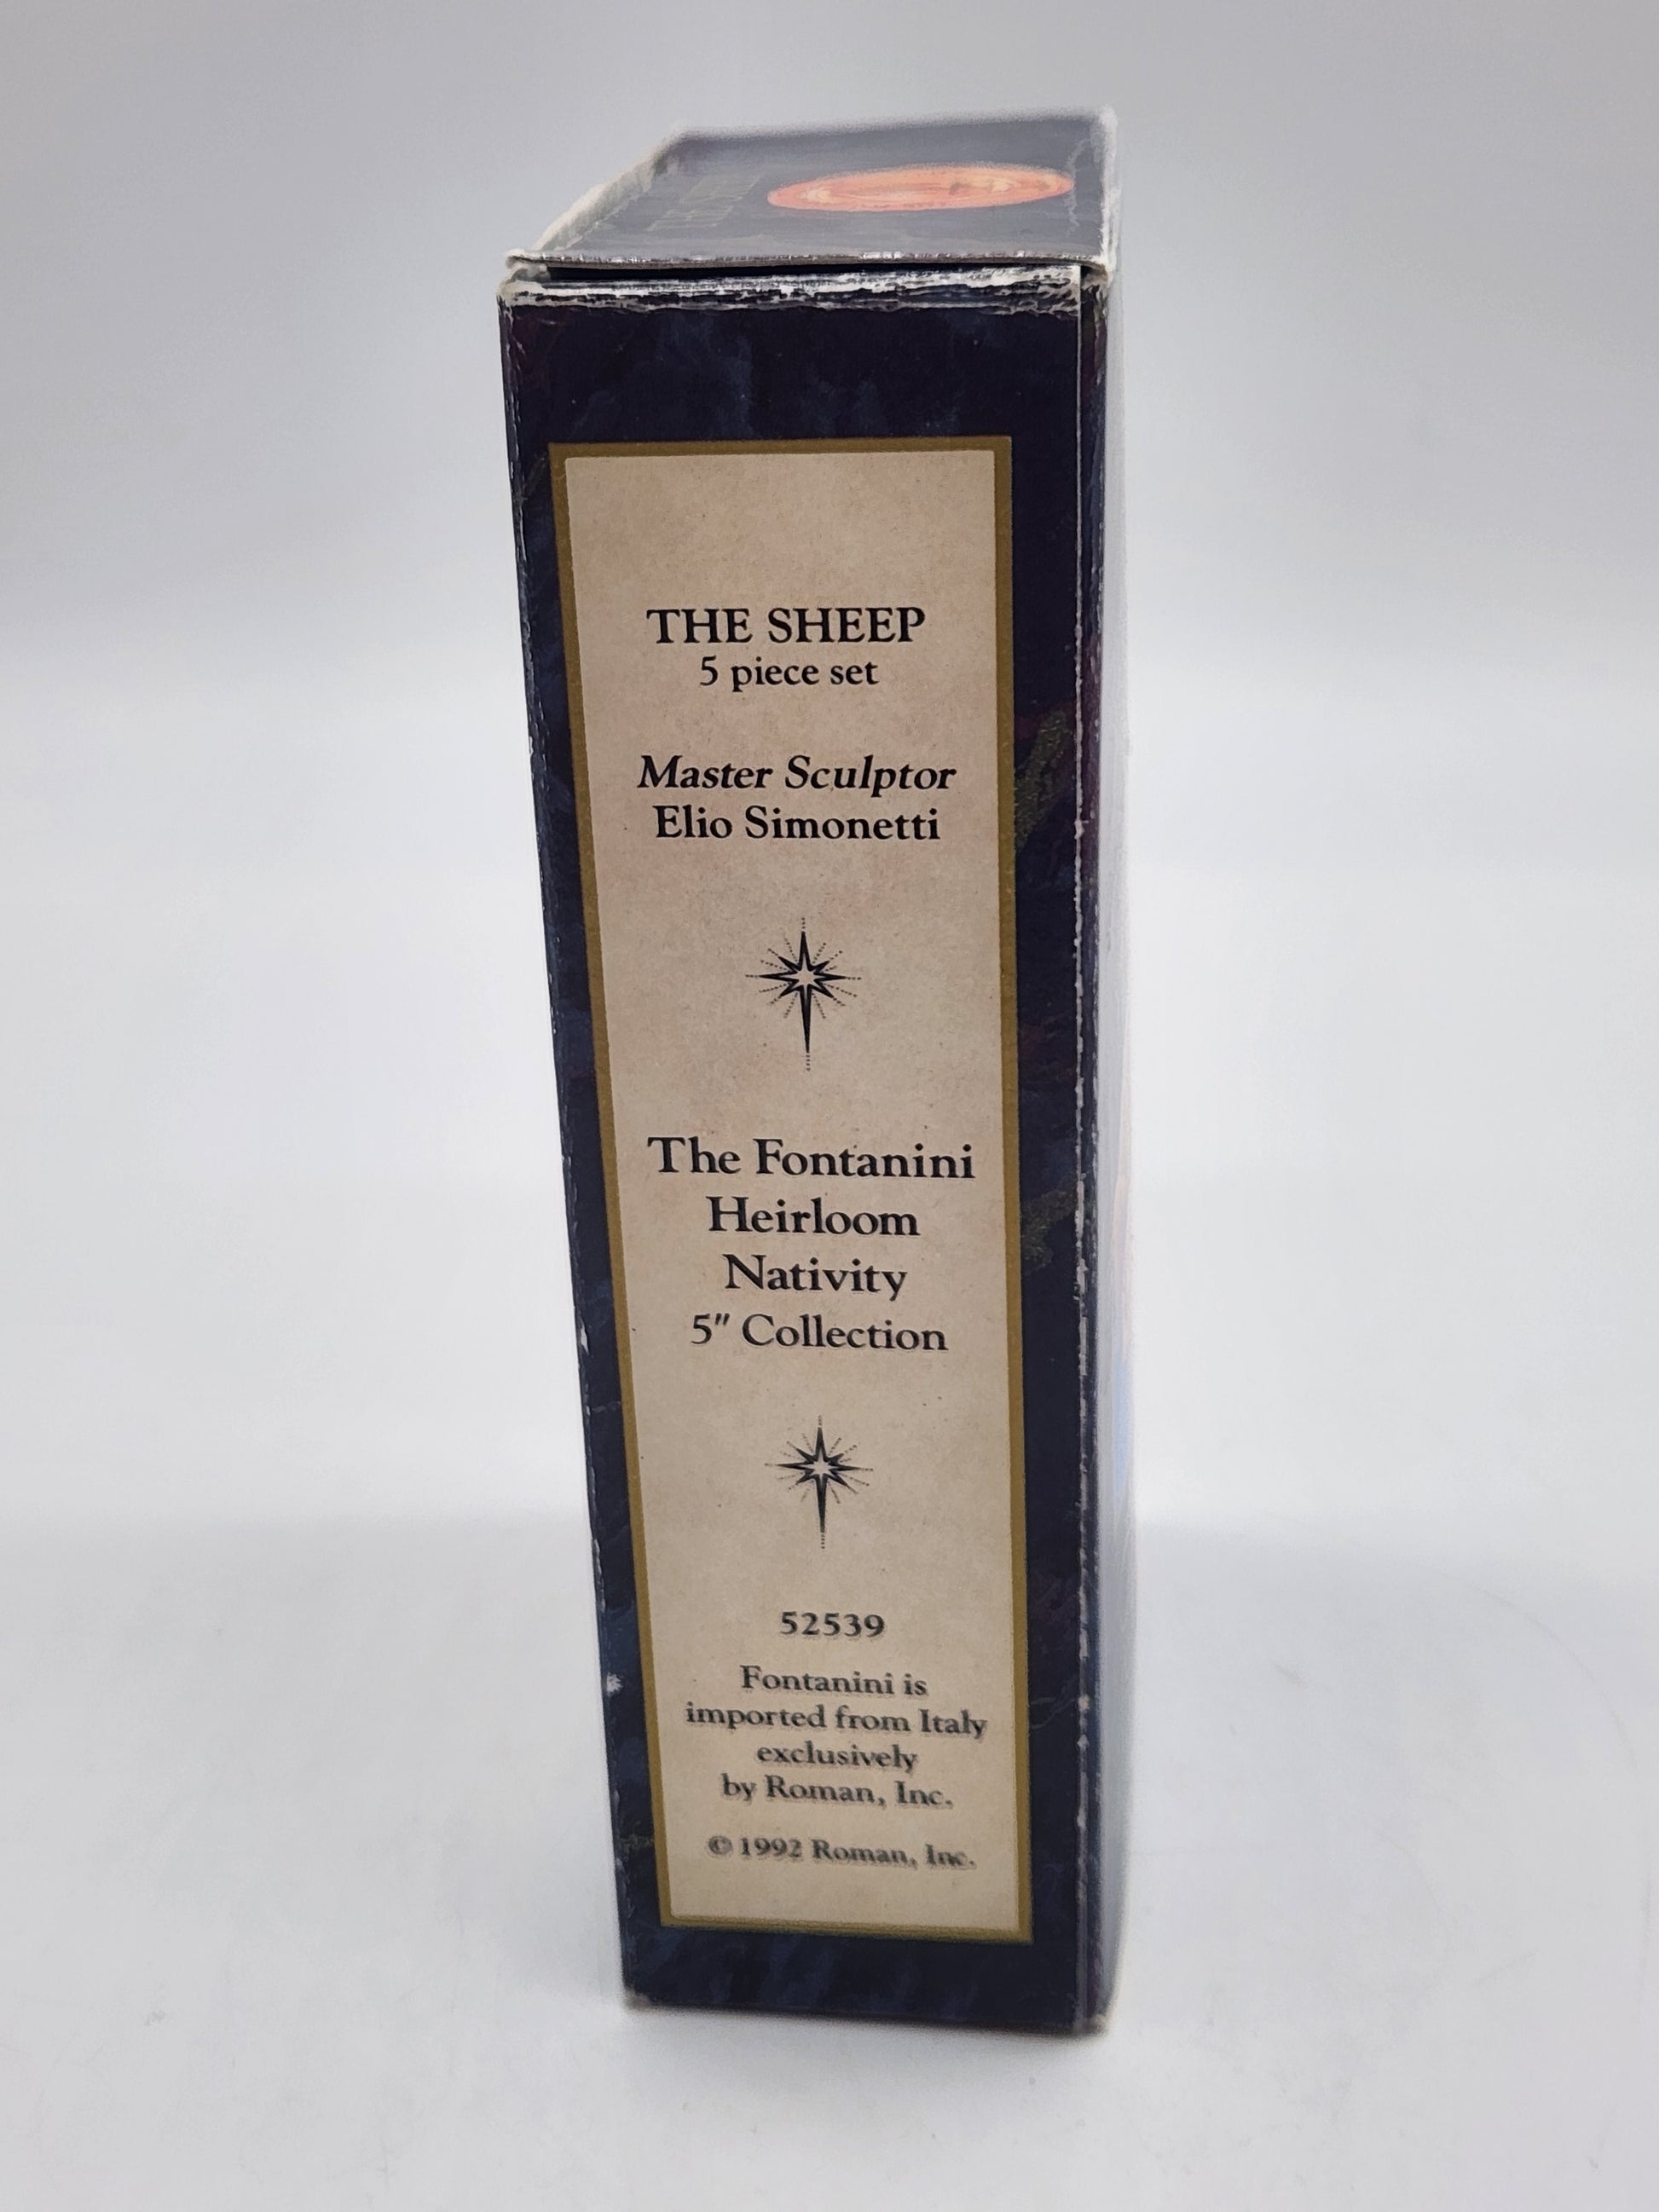 THE SHEEP
5 piece set
Master Sculptor
Elio Simonetti
The Fontanini
Heirloom
Nativity
5" Collection
52539
Fontanini is
imported from Italy
exclusively
by Roman, Inc.
© 1992 Roman, Inc.